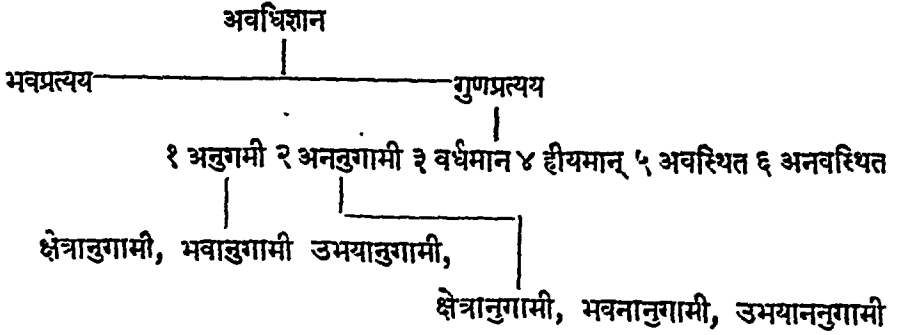 अवधिज्ञान
भवप्रत्यय गुणप्रत्यय
१ अनुगमी २ अननुगामी ३ वर्धमान ४ हीयमान् ५ अवस्थित ६ अनवस्थित
क्षेत्रानुगामी, भवानुगामी उभयानुगामी,
क्षेत्रानुगामी, भवनानुगामी, उभयाननुगामी